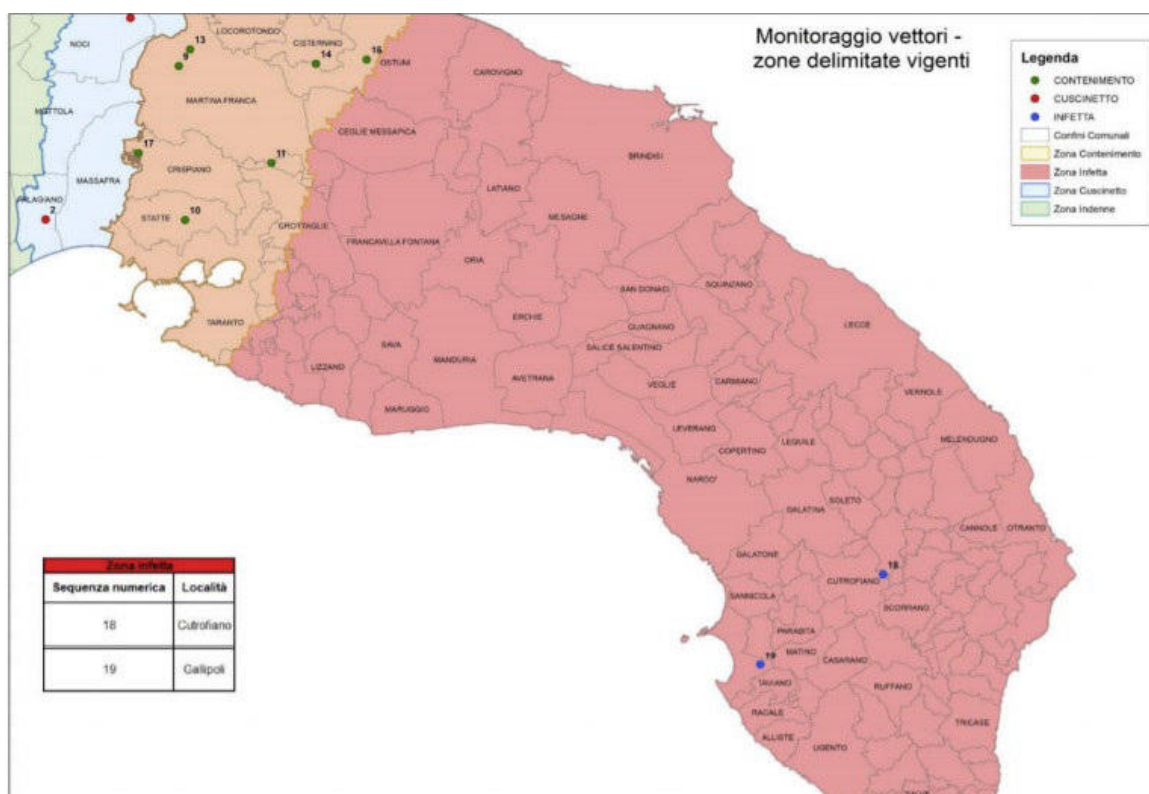 Monitoraggio vettori -
zone delimitate vigenti
Legenda
CONTENIMENTO
CUSCINETTO
INFETTA
Confini Comunali
Zona Contenimento
Zona Infetta
Zona Cuscinetto
Zona Indenne
NOCI
LOCOROTONDO
CISTERNINO
13
9
14
16
OSTUNI
CAROVIGNO
MARTINA FRANCA
MOTTOLA
CEGLIE MESSAPICA
BRINDISI
17
11
CRISPIANO
MASSAFRA
LATIANO
PALAGIANO
2
STATTE
10
MESAGNE
GROTTAGLIE
FRANCAVILLA FONTANA
ORIA
SAN DONACI
SQUINZANO
TARANTO
ERCHIE
GUAGNANO
LECCE
SAVA
SALICE SALENTINO
LIZZANO
MANDURIA
AVETRANA
VEGLIE
CARMIANO
VERNOLE
MARUGGIO
LEVERANO
LEQUILE
MELENDUGNO
COPERTINO
NARDO'
SOLETO
GALATINA
CANNOLE
OTRANTO
GALATONE
18
CUTROFIANO
SANNICOLA
SCORRANO
PARABITA
19
MATINO
CASARANO
TAVIANO
RUFFANO
RACALE
TRICASE
ALLISTE
UGENTO
Zona infetta
Sequenza numerica Località
18 Cutrofiano
19 Gallipoli